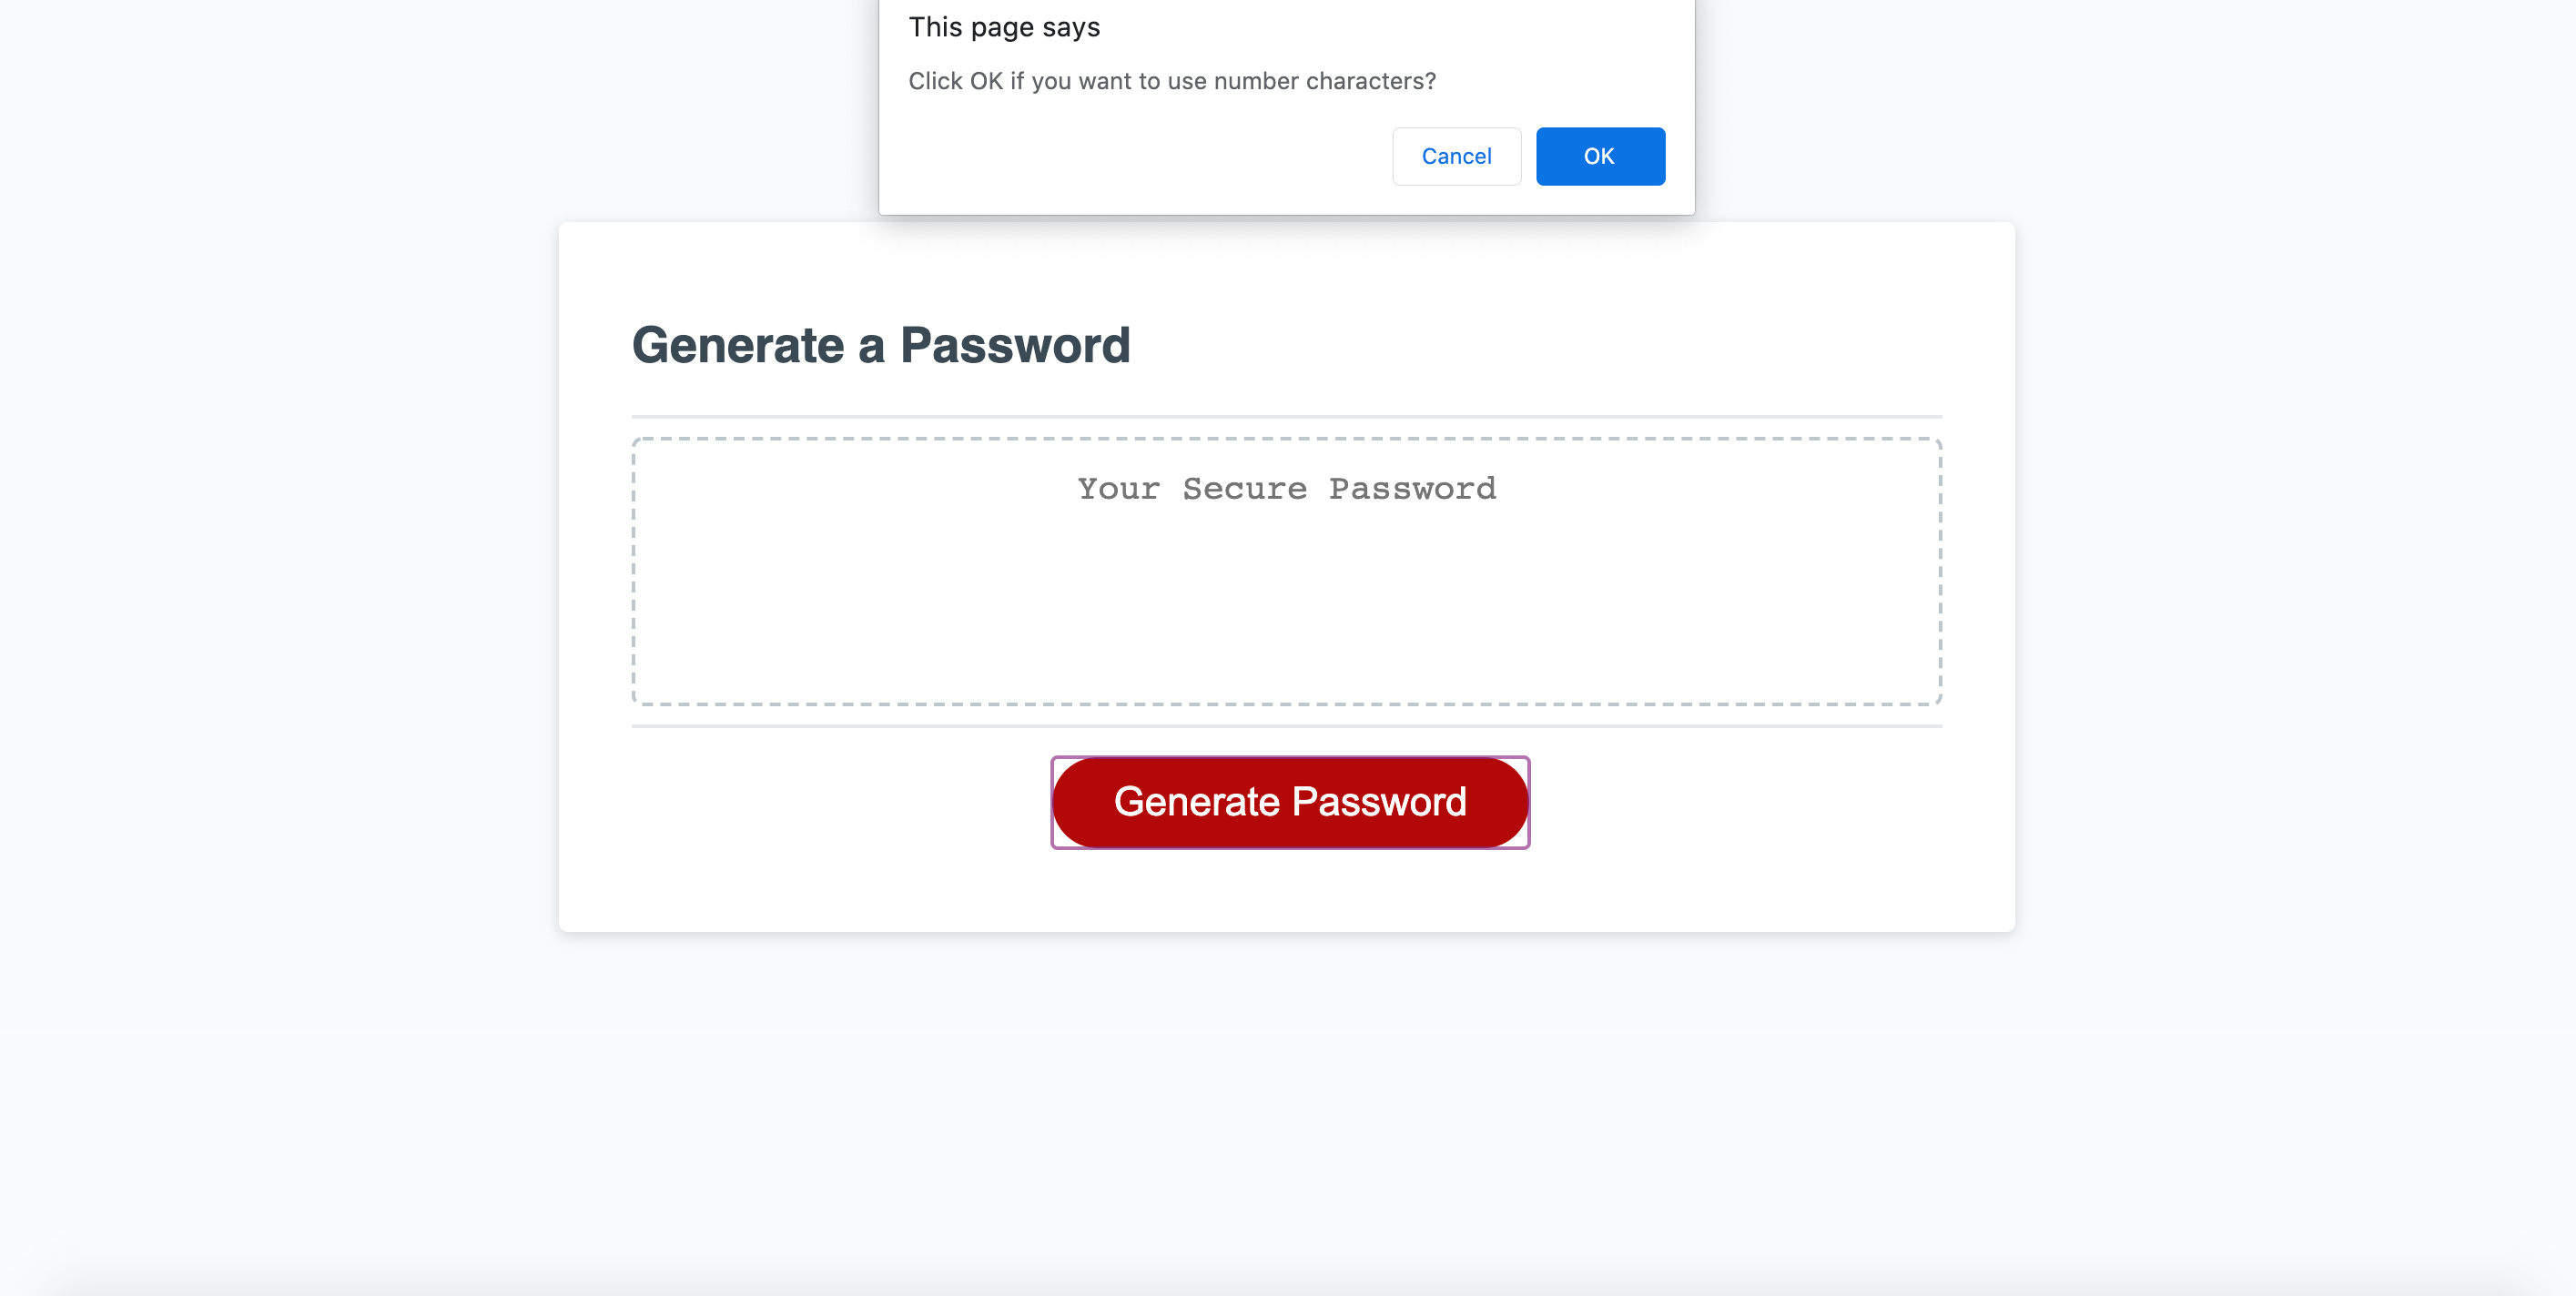 This page says
Click OK if you want to use number characters?
Cancel OK
Generate a Password
Your Secure Password
Generate Password